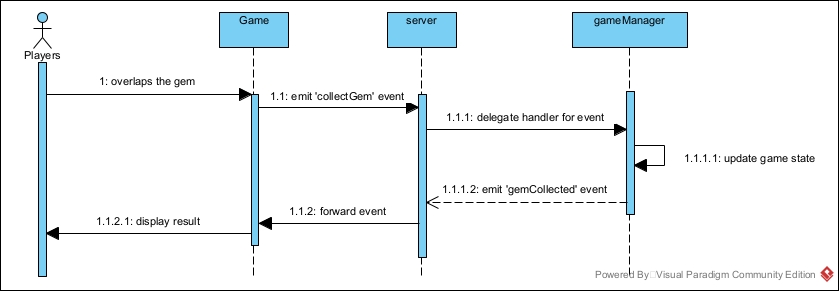 Game
server
gameManager
Players
1: overlaps the gem
1.1: emit 'collectGem' event
1.1.1: delegate handler for event
1.1.1.1: update game state
1.1.1.2: emit 'gemCollected' event
1.1.2: forward event
1.1.2.1: display result
Powered By Visual Paradigm Community Edition